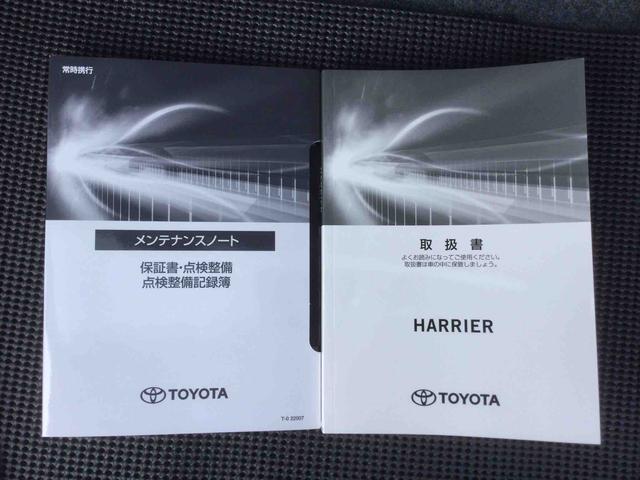 常時携行
メンテナンスノート
保証書・点検整備
点検整備記録簿
TOYOTA
T-0 22007
取扱書
よくお読みになってご使用ください。
取扱書は車の中に保管しましょう。
HARRIER
TOYOTA